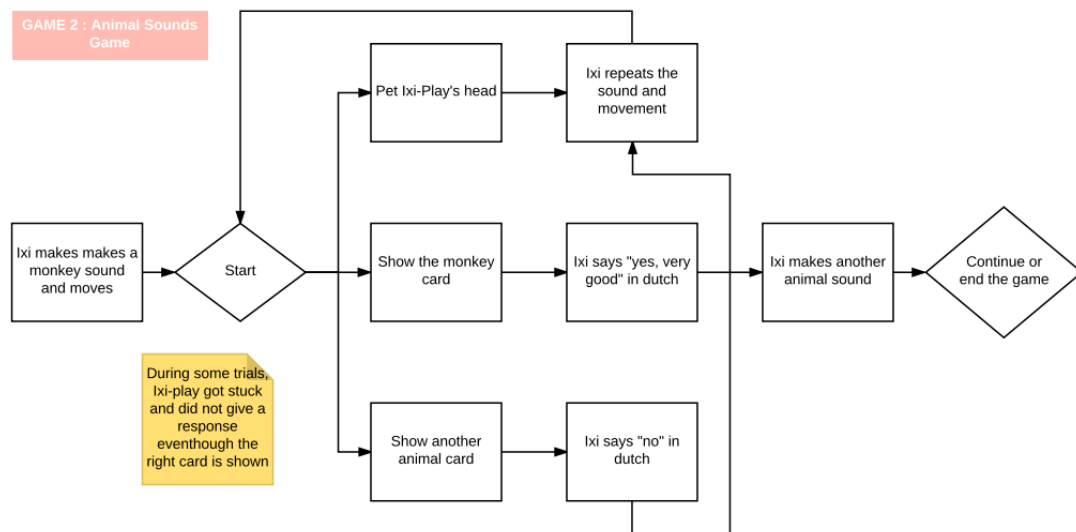 GAME 2 : Animal Sounds
Game
Pet Ixi-Play's head
Ixi repeats the
sound and
movement
Ixi makes makes a
monkey sound
and moves
Start
Show the monkey
card
Ixi says "yes, very
good" in dutch
Ixi makes another
animal sound
Continue or
end the game
During some trials,
Ixi-play got stuck
and did not give a
response
eventhough the
right card is shown
Show another
animal card
Ixi says "no" in
dutch